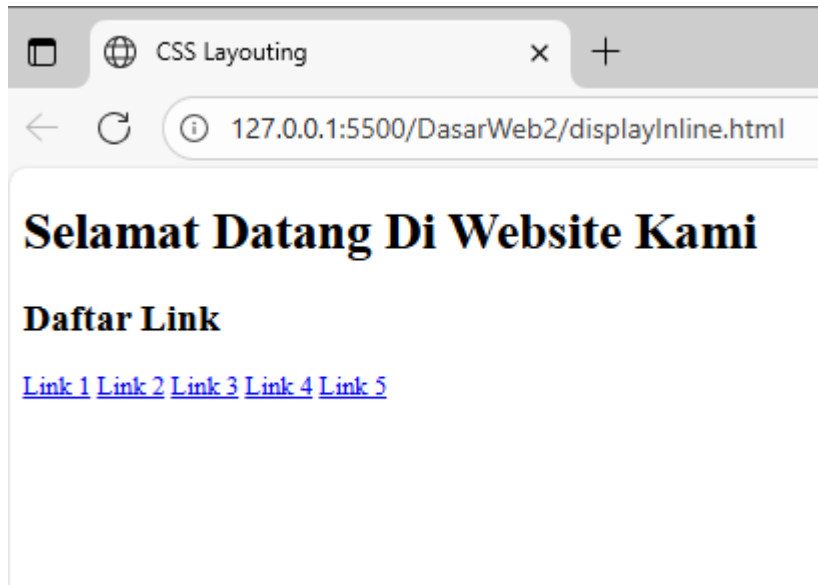 CSS Layouting
127.0.0.1:5500/DasarWeb2/displayInline.html
Selamat Datang Di Website Kami
Daftar Link
Link 1 Link 2 Link 3 Link 4 Link 5